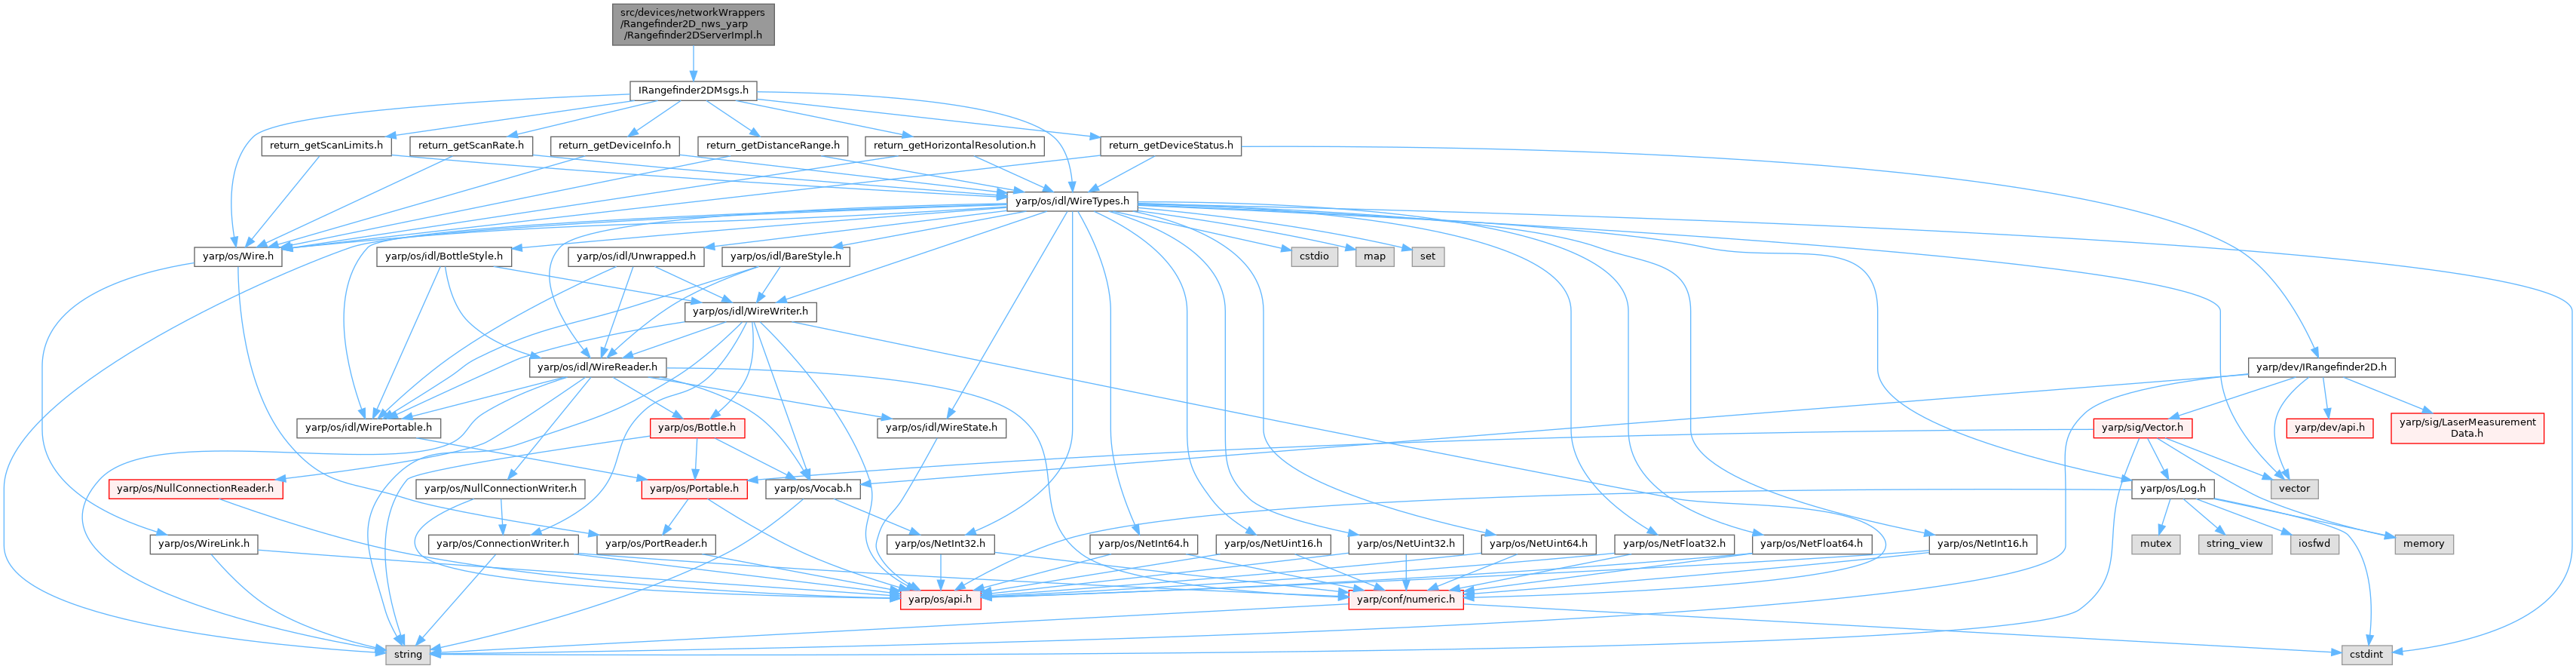 src/devices/networkWrappers
/Rangefinder2D_nws_yarp
/Rangefinder2DServerImpl.h
IRangefinder2DMsgs.h
return_getScanLimits.h
return_getScanRate.h
return_getDeviceInfo.h
return_getDistanceRange.h
return_getHorizontalResolution.h
return_getDeviceStatus.h
yarp/os/idl/WireTypes.h
yarp/os/Wire.h
yarp/os/idl/BottleStyle.h
yarp/os/idl/Unwrapped.h
yarp/os/idl/BareStyle.h
cstdio
map
set
yarp/os/idl/WireWriter.h
yarp/os/idl/WireReader.h
yarp/dev/IRangefinder2D.h
yarp/os/idl/WirePortable.h
yarp/os/Bottle.h
yarp/os/idl/WireState.h
yarp/sig/Vector.h
yarp/dev/api.h
yarp/sig/LaserMeasurement
Data.h
yarp/os/NullConnectionReader.h
yarp/os/NullConnectionWriter.h
yarp/os/Portable.h
yarp/os/Vocab.h
yarp/os/Log.h
vector
yarp/os/WireLink.h
yarp/os/ConnectionWriter.h
yarp/os/PortReader.h
yarp/os/NetInt32.h
yarp/os/NetInt64.h
yarp/os/NetUint16.h
yarp/os/NetUint32.h
yarp/os/NetUint64.h
yarp/os/NetFloat32.h
yarp/os/NetFloat64.h
yarp/os/NetInt16.h
mutex
string_view
iosfwd
memory
yarp/os/api.h
yarp/conf/numeric.h
string
cstdint